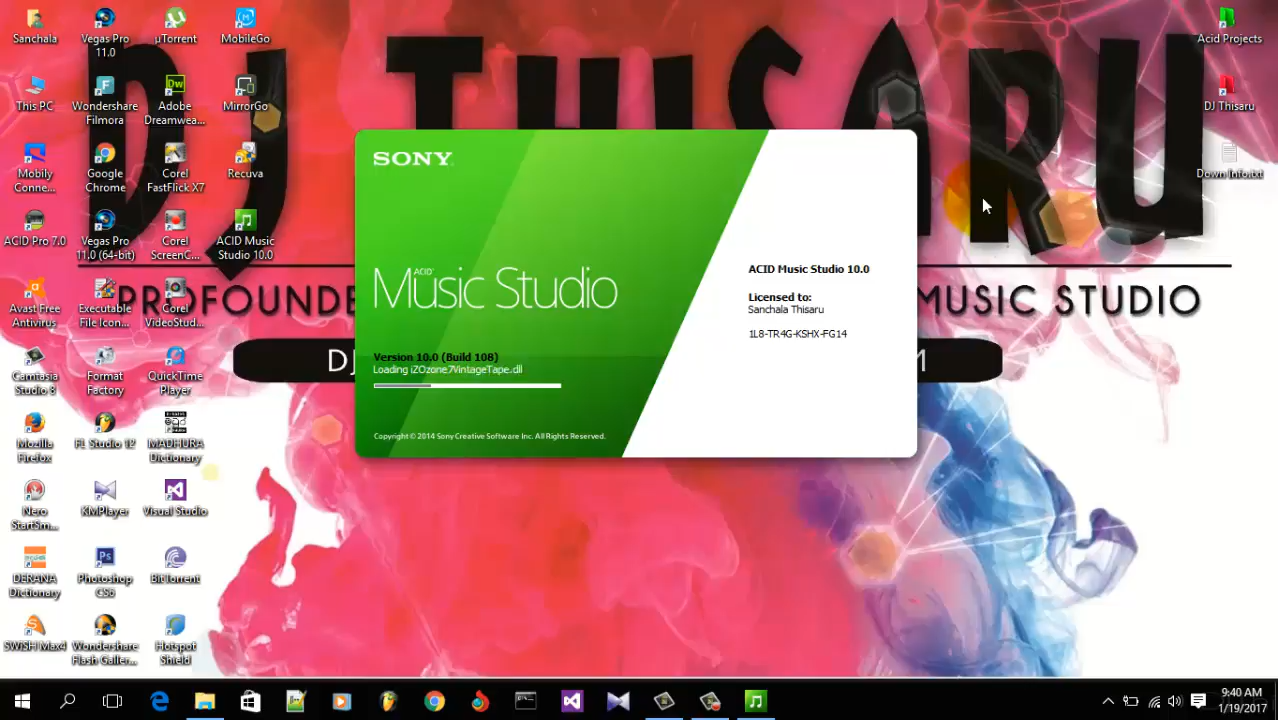 Sanchala
Vegas Pro
11.0
µTorrent
MobileGo
Acid Projects
DJ THISARU
This PC
Wondershare
Filmora
Adobe
Dreamwea...
MirrorGo
DJ Thisaru
Mobily
Conne...
Google
Chrome
Corel
FastFlick X7
Recuva
Down Info.txt
ACID Pro 7.0
Vegas Pro
11.0 (64-bit)
Corel
ScreenC...
ACID Music
Studio 10.0
SONY
ACID
Music Studio
ACID Music Studio 10.0
Licensed to:
Sanchala Thisaru
1L8-TR4G-KSHX-FG14
Version 10.0 (Build 108)
Loading iZOzone7VintageTape.dll
Copyright © 2014 Sony Creative Software Inc. All Rights Reserved.
PROFOUNDE
MUSIC STUDIO
DJ
M
Avast Free
Antivirus
Executable
File Icon...
Corel
VideoStud...
Camtasia
Studio 8
Format
Factory
QuickTime
Player
Mozilla
Firefox
FL Studio 12
MADHURA
Dictionary
Nero
StartSm...
KMPlayer
Visual Studio
DERANA
Dictionary
Photoshop
CS6
BitTorrent
SWiSH Max4
Wondershare
Flash Galler...
Hotspot
Shield
9:40 AM
1/19/2017